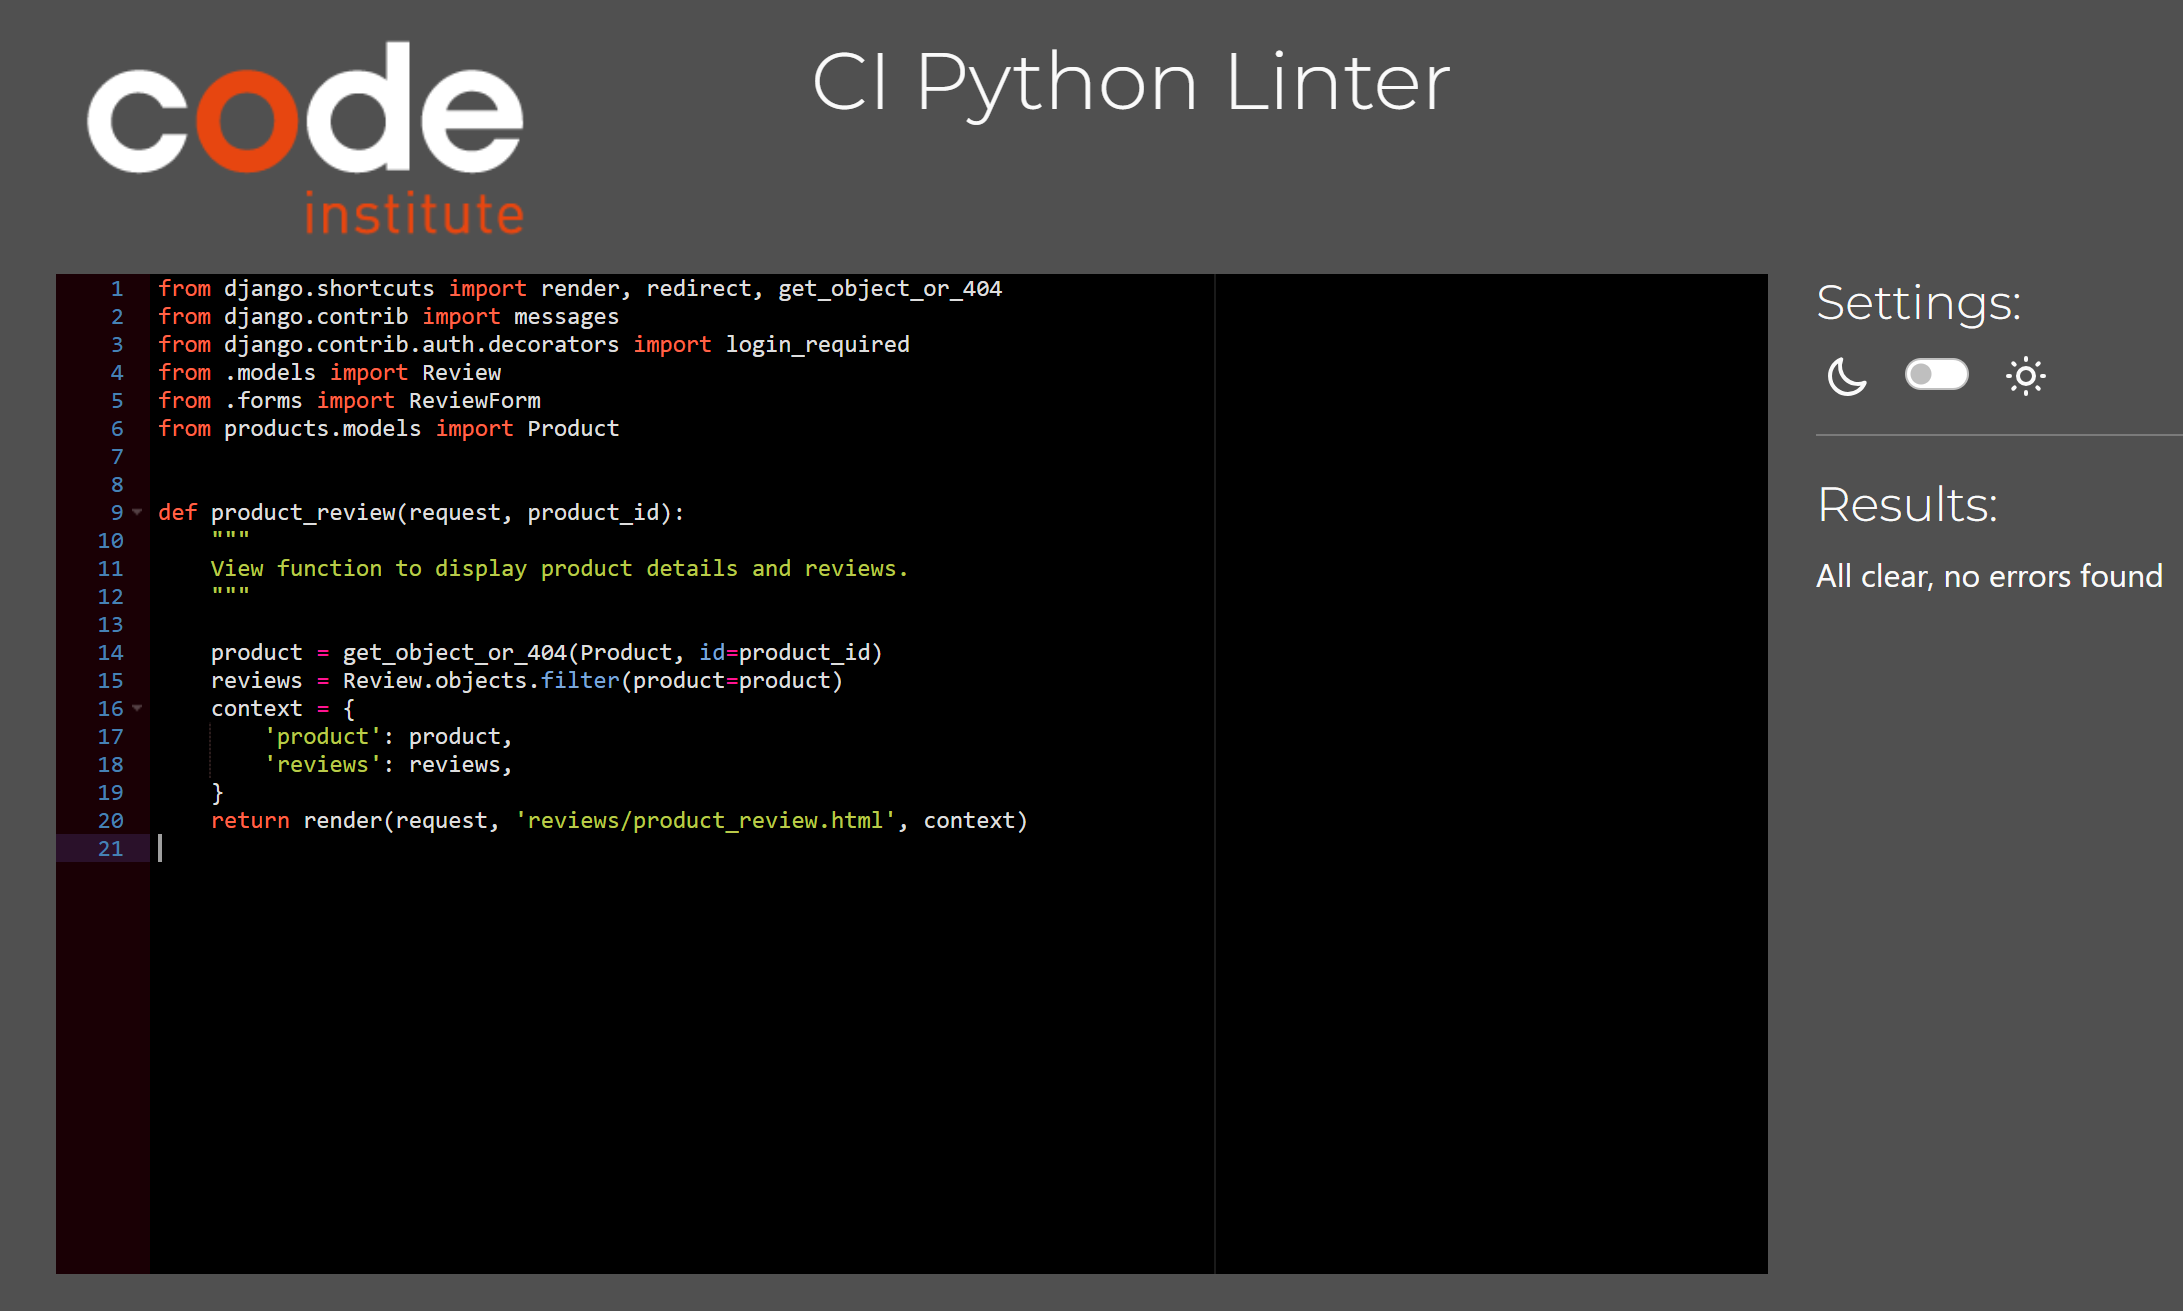 code
institute
CI Python Linter
1 from django.shortcuts import render, redirect, get_object_or_404
2 from django.contrib import messages
3 from django.contrib.auth.decorators import login_required
4 from .models import Review
5 from .forms import ReviewForm
6 from products.models import Product
7
8
9 def product_review(request, product_id):
10     """
11     View function to display product details and reviews.
12     """
13
14     product = get_object_or_404(Product, id=product_id)
15     reviews = Review.objects.filter(product=product)
16     context = {
17         'product': product,
18         'reviews': reviews,
19     }
20     return render(request, 'reviews/product_review.html', context)
21
Settings:
Results:
All clear, no errors found